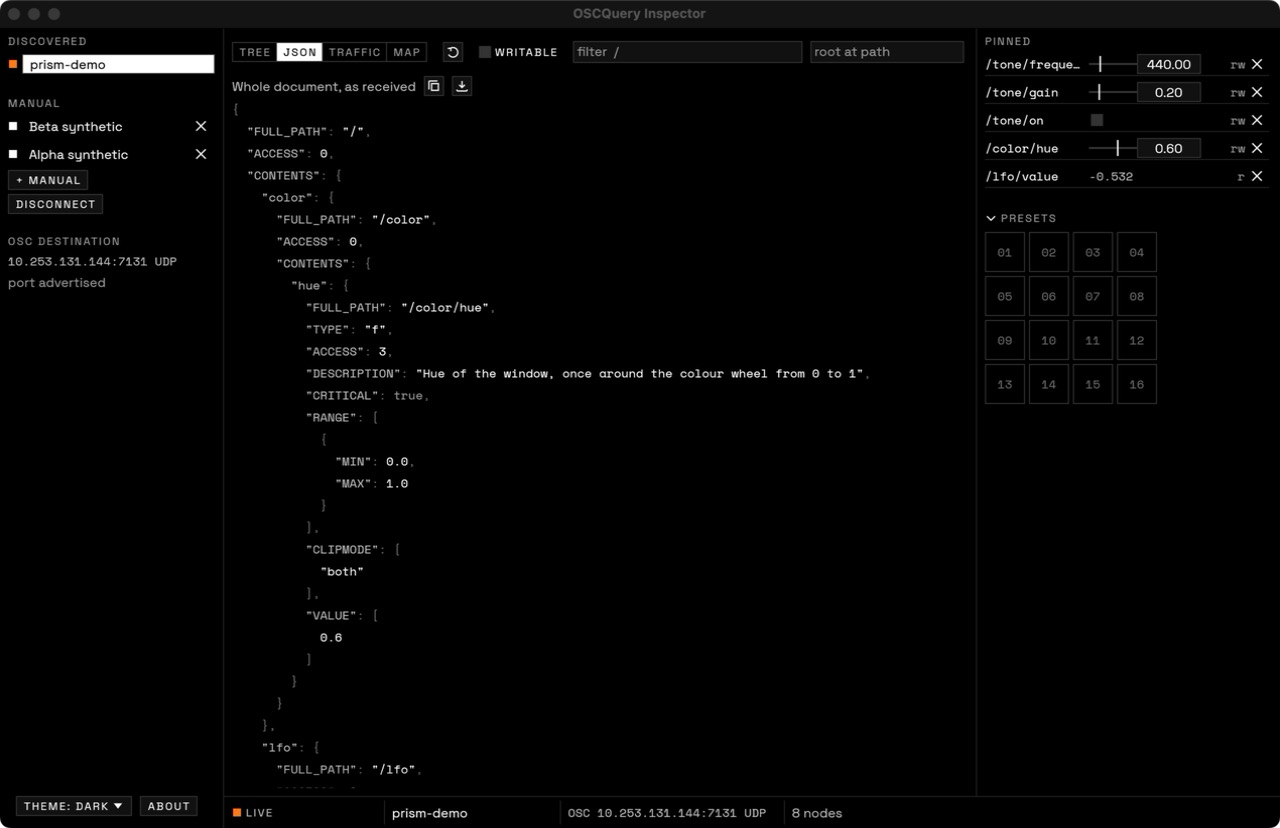 OSCQuery Inspector
DISCOVERED
prism-demo
MANUAL
Beta synthetic
Alpha synthetic
+ MANUAL
DISCONNECT
OSC DESTINATION
10.253.131.144:7131 UDP
port advertised
THEME: DARK
ABOUT
TREE JSON TRAFFIC MAP WRITABLE filter / root at path
Whole document, as received
{
"FULL_PATH": "/",
"ACCESS": 0,
"CONTENTS": {
"color": {
"FULL_PATH": "/color",
"ACCESS": 0,
"CONTENTS": {
"hue": {
"FULL_PATH": "/color/hue",
"TYPE": "f",
"ACCESS": 3,
"DESCRIPTION": "Hue of the window, once around the colour wheel from 0 to 1",
"CRITICAL": true,
"RANGE": [
{
"MIN": 0.0,
"MAX": 1.0
}
],
"CLIPMODE": [
"both"
],
"VALUE": [
0.6
]
}
}
},
"lfo": {
"FULL_PATH": "/lfo",
LIVE prism-demo OSC 10.253.131.144:7131 UDP 8 nodes
PINNED
/tone/freque… 440.00 rw
/tone/gain 0.20 rw
/tone/on rw
/color/hue 0.60 rw
/lfo/value -0.532 r
PRESETS
01 02 03 04
05 06 07 08
09 10 11 12
13 14 15 16